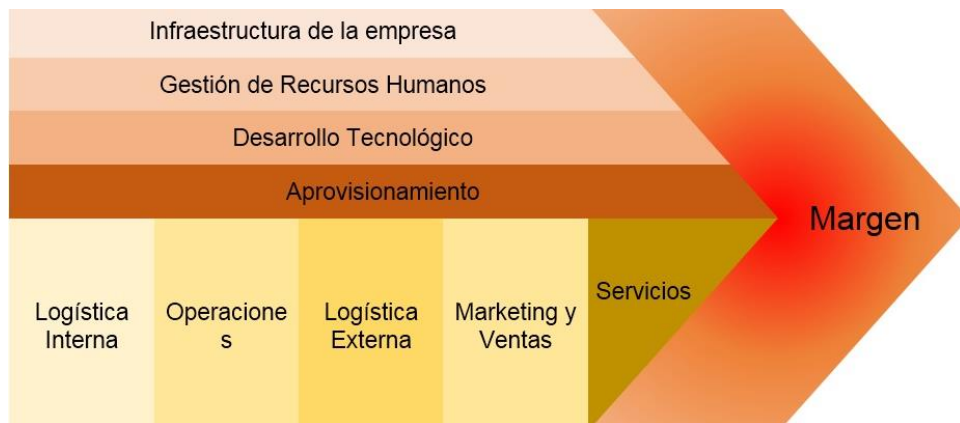 Infraestructura de la empresa
Gestión de Recursos Humanos
Desarrollo Tecnológico
Aprovisionamiento
Margen
Logística
Interna
Operacione
s
Logística
Externa
Marketing y
Ventas
Servicios